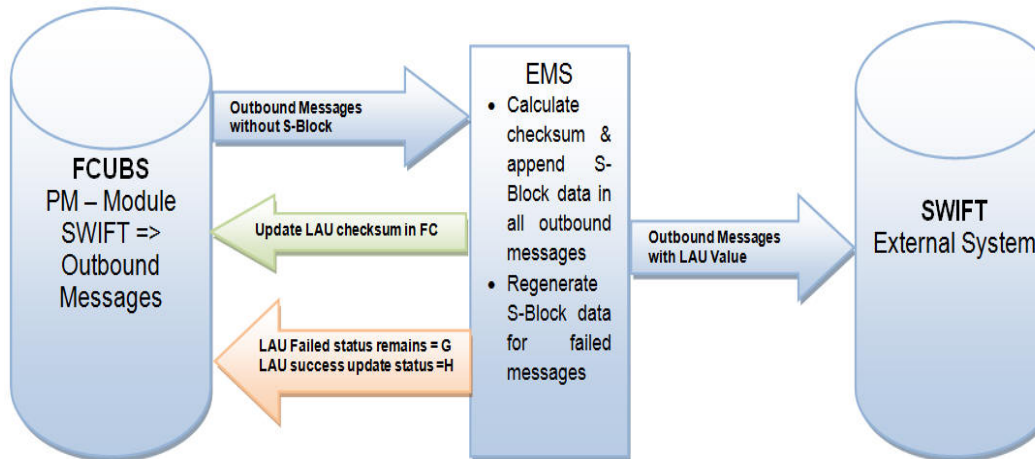 FCUBS
PM – Module
SWIFT =>
Outbound
Messages
Outbound Messages
without S-Block
Update LAU checksum in FC
LAU Failed status remains = G
LAU success update status =H
EMS
• Calculate
checksum &
append S-
Block data in
all outbound
messages
• Regenerate
S-Block data
for failed
messages
Outbound Messages
with LAU Value
SWIFT
External System